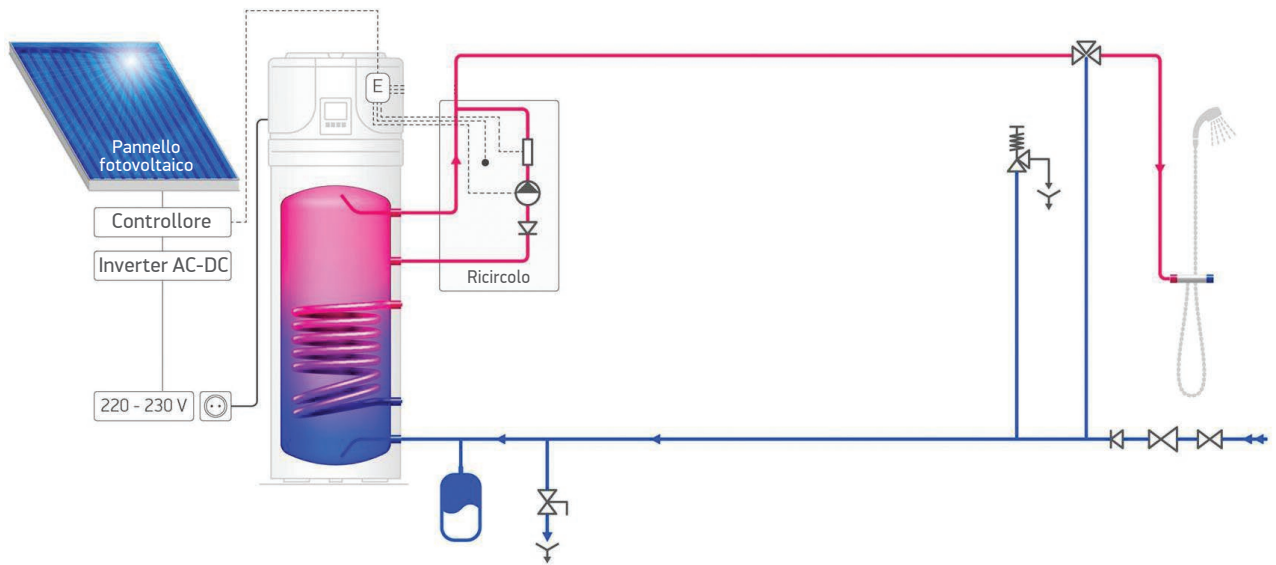 Pannello
fotovoltaico
Controllore
Inverter AC-DC
220 - 230 V
E
Ricircolo